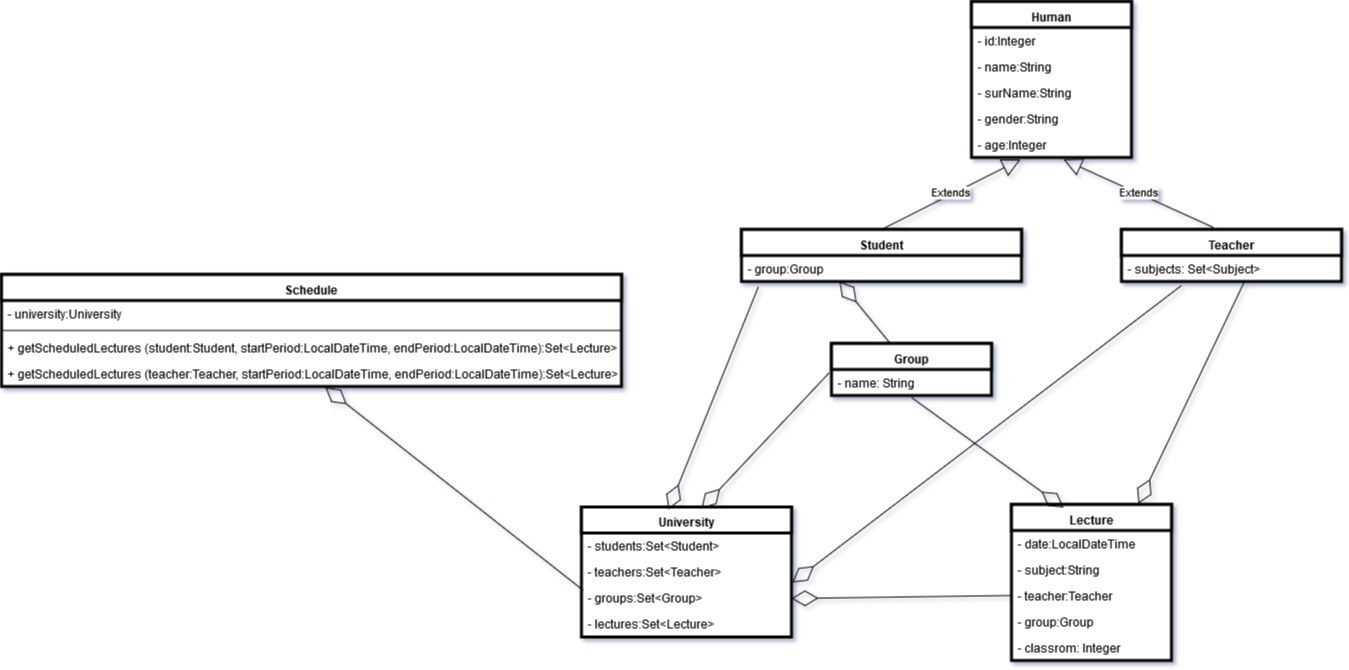 Human
- id:Integer
- name:String
- surName:String
- gender:String
- age:Integer
Extends
Extends
Student
- group:Group
Teacher
- subjects: Set<Subject>
Schedule
- university:University
+ getScheduledLectures (student:Student, startPeriod:LocalDateTime, endPeriod:LocalDateTime):Set<Lecture>
+ getScheduledLectures (teacher:Teacher, startPeriod:LocalDateTime, endPeriod:LocalDateTime):Set<Lecture>
Group
- name: String
University
- students:Set<Student>
- teachers:Set<Teacher>
- groups:Set<Group>
- lectures:Set<Lecture>
Lecture
- date:LocalDateTime
- subject:String
- teacher:Teacher
- group:Group
- classrom: Integer